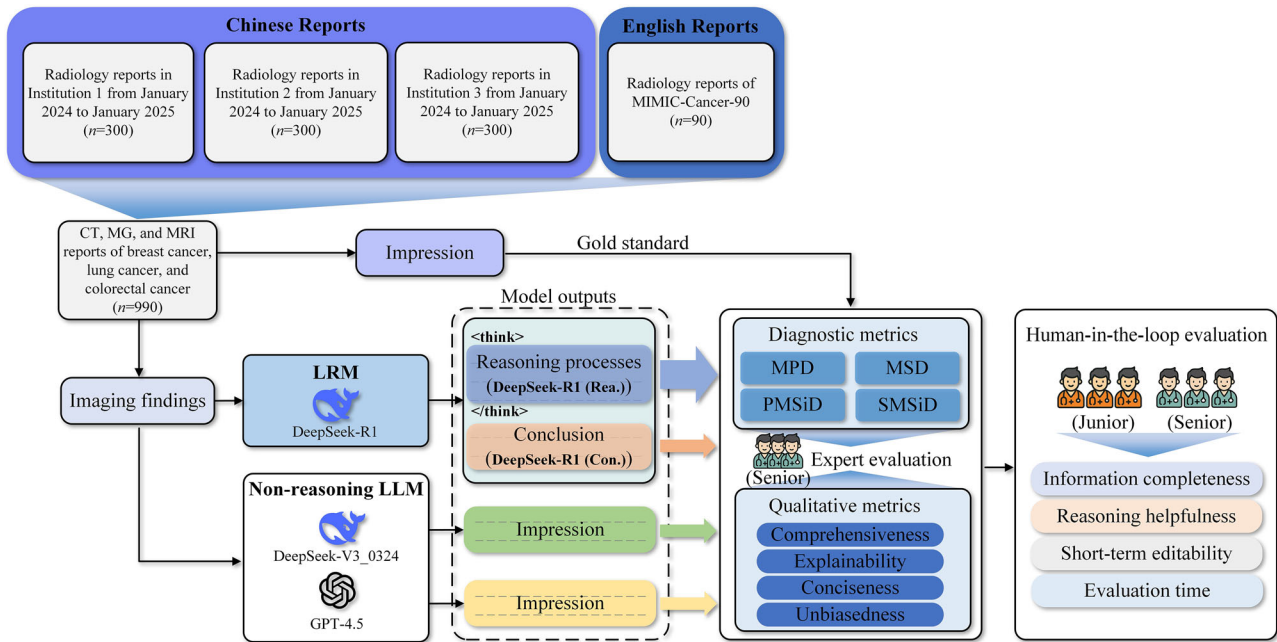 Chinese Reports
Radiology reports in
Institution 1 from January
2024 to January 2025
(n=300)
Radiology reports in
Institution 2 from January
2024 to January 2025
(n=300)
Radiology reports in
Institution 3 from January
2024 to January 2025
(n=300)
English Reports
Radiology reports of
MIMIC-Cancer-90
(n=90)
CT, MG, and MRI
reports of breast cancer,
lung cancer, and
colorectal cancer
(n=990)
Impression
Gold standard
Imaging findings
LRM
DeepSeek-R1
Non-reasoning LLM
DeepSeek-V3_0324
GPT-4.5
Model outputs
<think>
Reasoning processes
(DeepSeek-R1 (Rea.))
</think>
Conclusion
(DeepSeek-R1 (Con.))
Impression
Impression
Diagnostic metrics
MPD
MSD
PMSiD
SMSiD
(Senior)
Expert evaluation
Qualitative metrics
Comprehensiveness
Explainability
Conciseness
Unbiasedness
Human-in-the-loop evaluation
(Junior)
(Senior)
Information completeness
Reasoning helpfulness
Short-term editability
Evaluation time